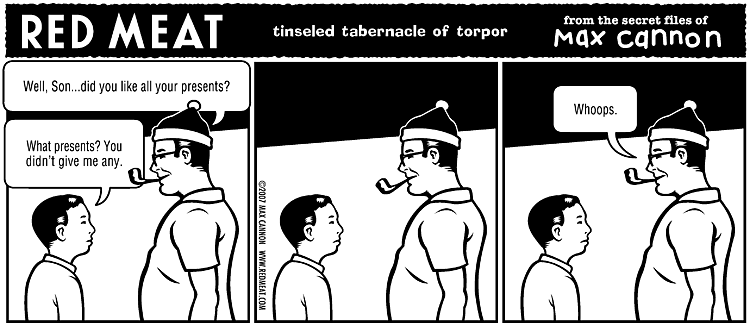 RED MEAT
tinseled tabernacle of torpor
from the secret files of
Max Cannon
Well, Son...did you like all your presents?
What presents? You
didn't give me any.
©2007 MAX CANNON WWW.REDMEAT.COM
Whoops.